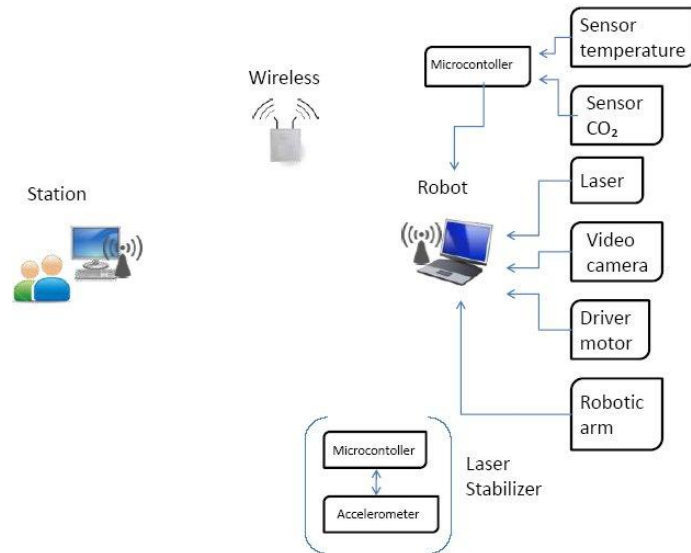 Sensor
temperature
Microcontoller
Wireless
Sensor
CO₂
Robot
Laser
Station
Video
camera
Driver
motor
Robotic
arm
Microcontoller
Laser
Stabilizer
Accelerometer